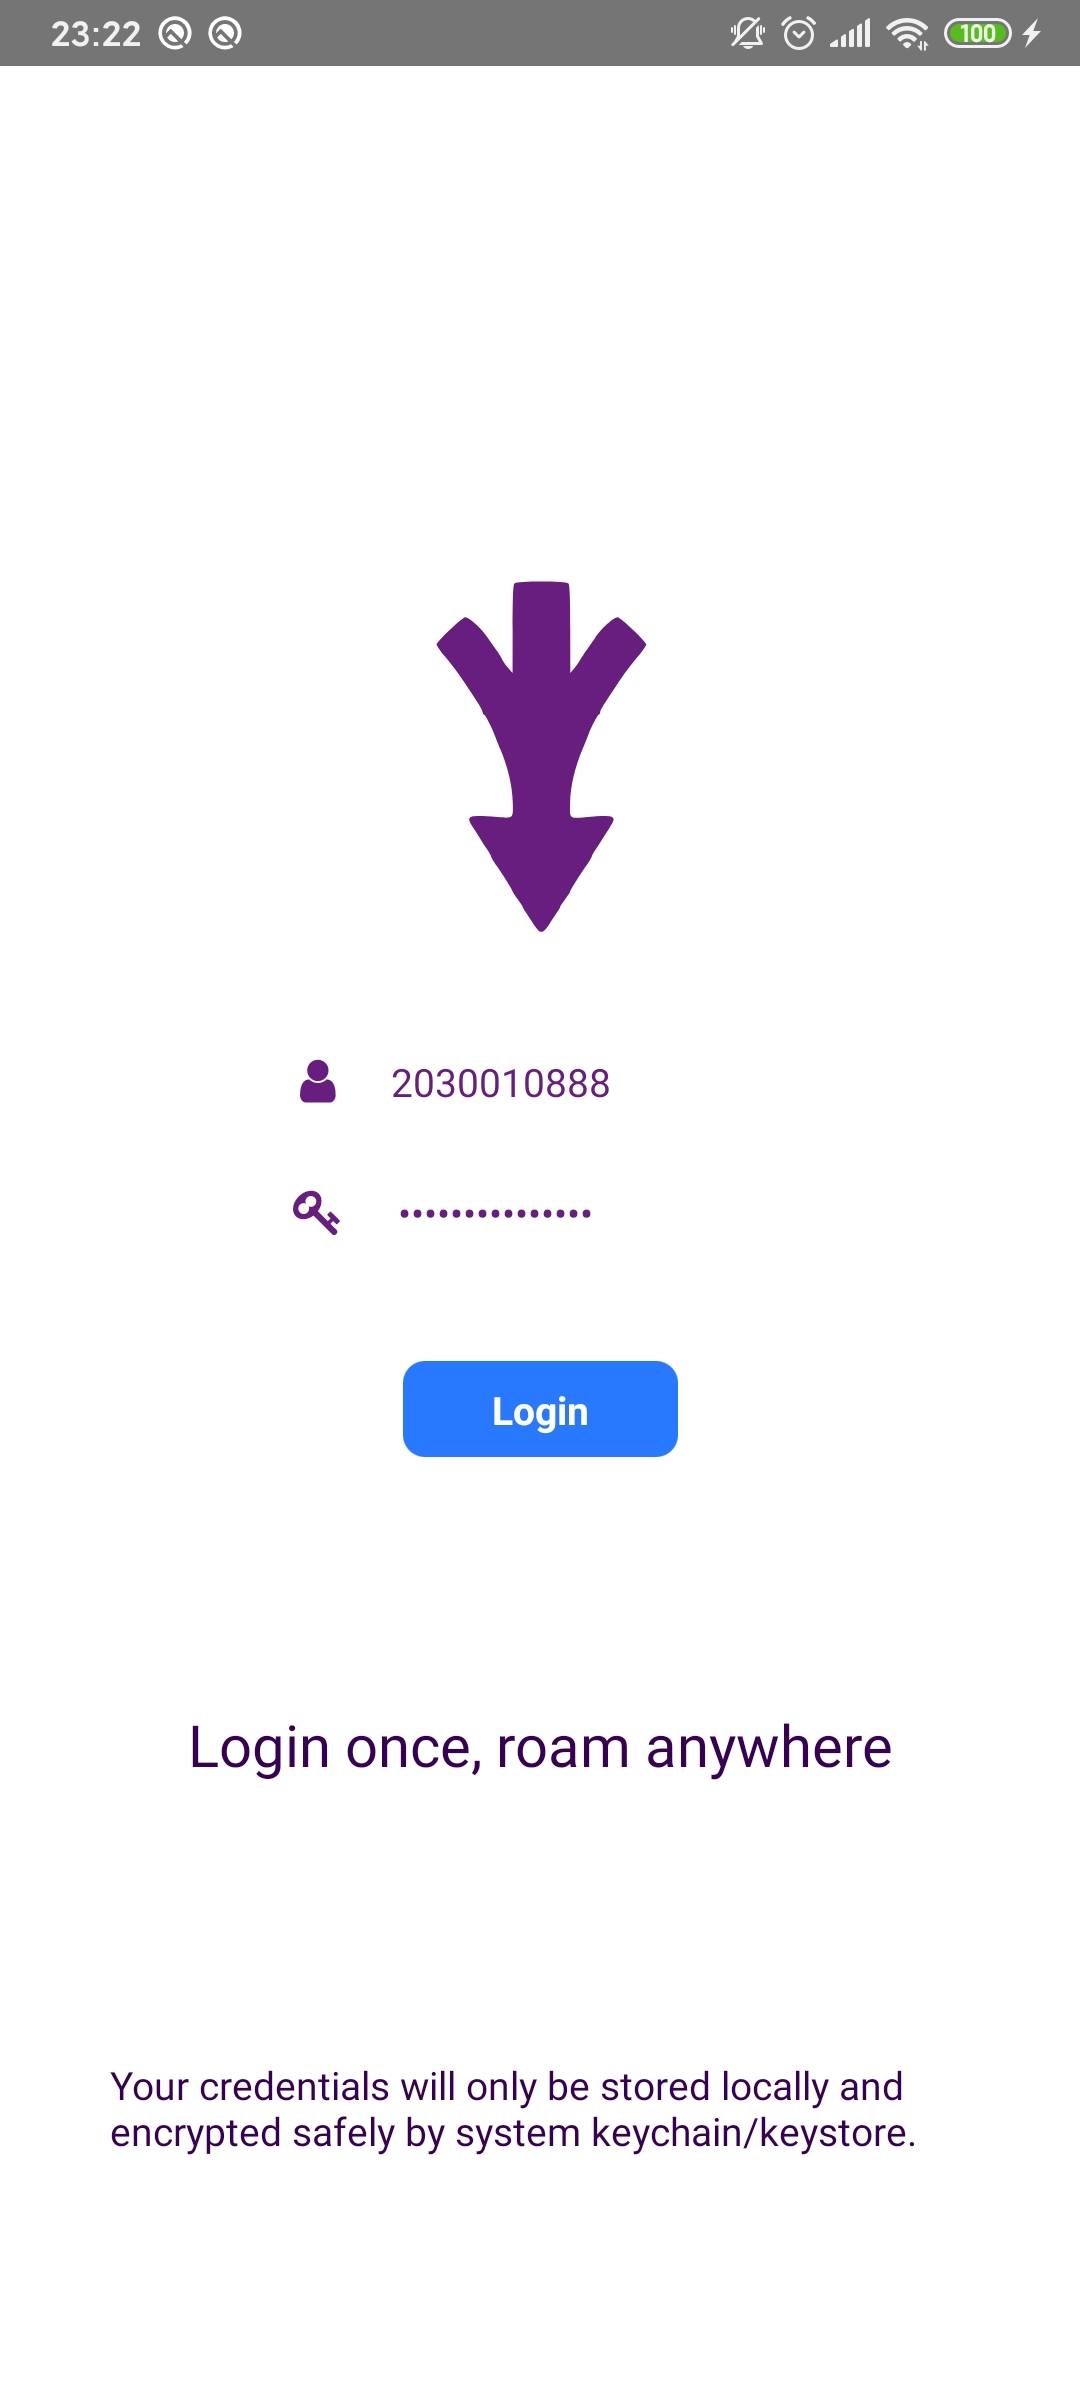 23:22
100
2030010888
•••••••••••••••
Login
Login once, roam anywhere
Your credentials will only be stored locally and
encrypted safely by system keychain/keystore.